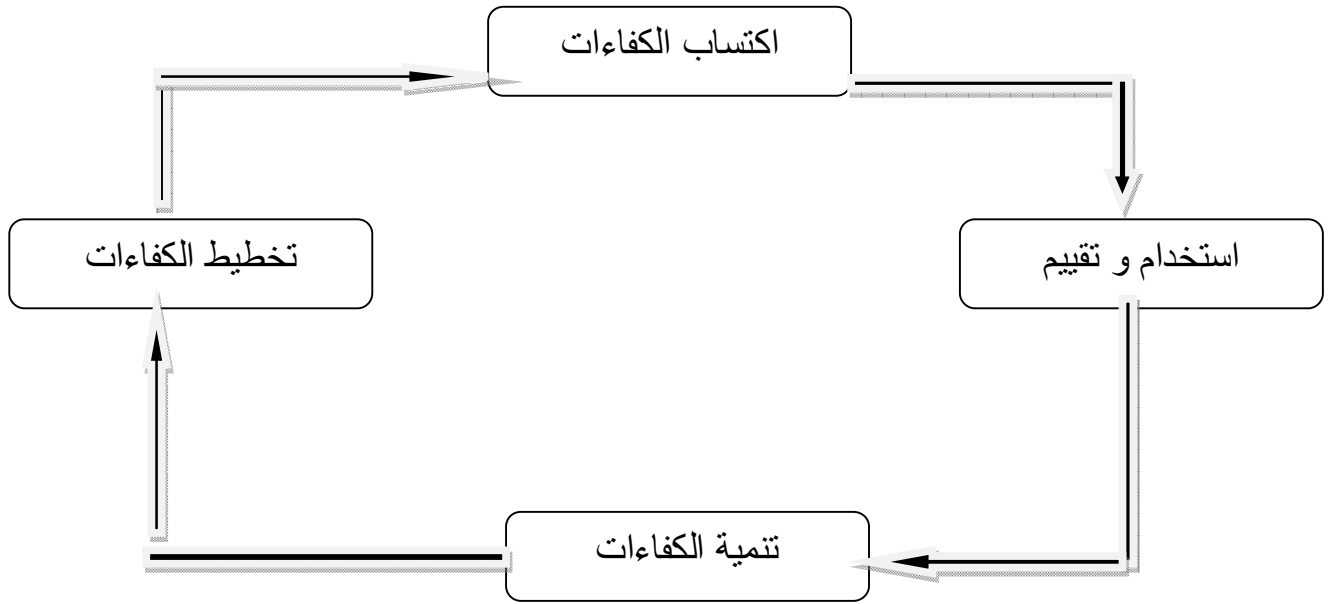 اكتساب الكفاءات
تخطيط الكفاءات
استخدام و تقييم
تنمية الكفاءات